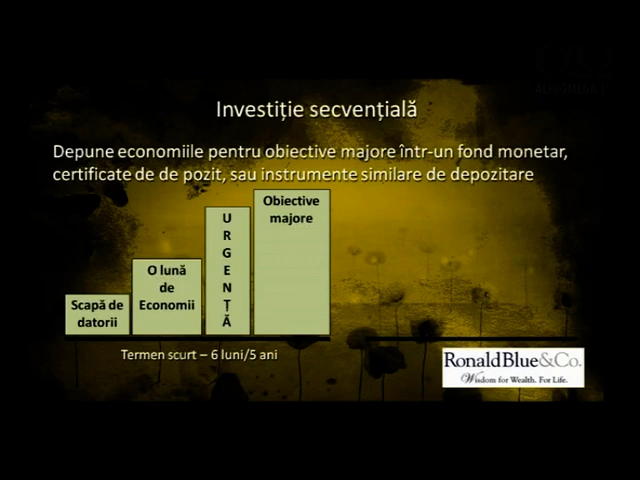 Investiție secvențială
Depune economiile pentru obiective majore într-un fond monetar,
certificate de de pozit, sau instrumente similare de depozitare
Obiective
majore
U
R
G
E
N
Ț
Ă
O lună
de
Economii
Scapă de
datorii
Termen scurt – 6 luni/5 ani
RonaldBlue&Co.
Wisdom for Wealth. For Life.